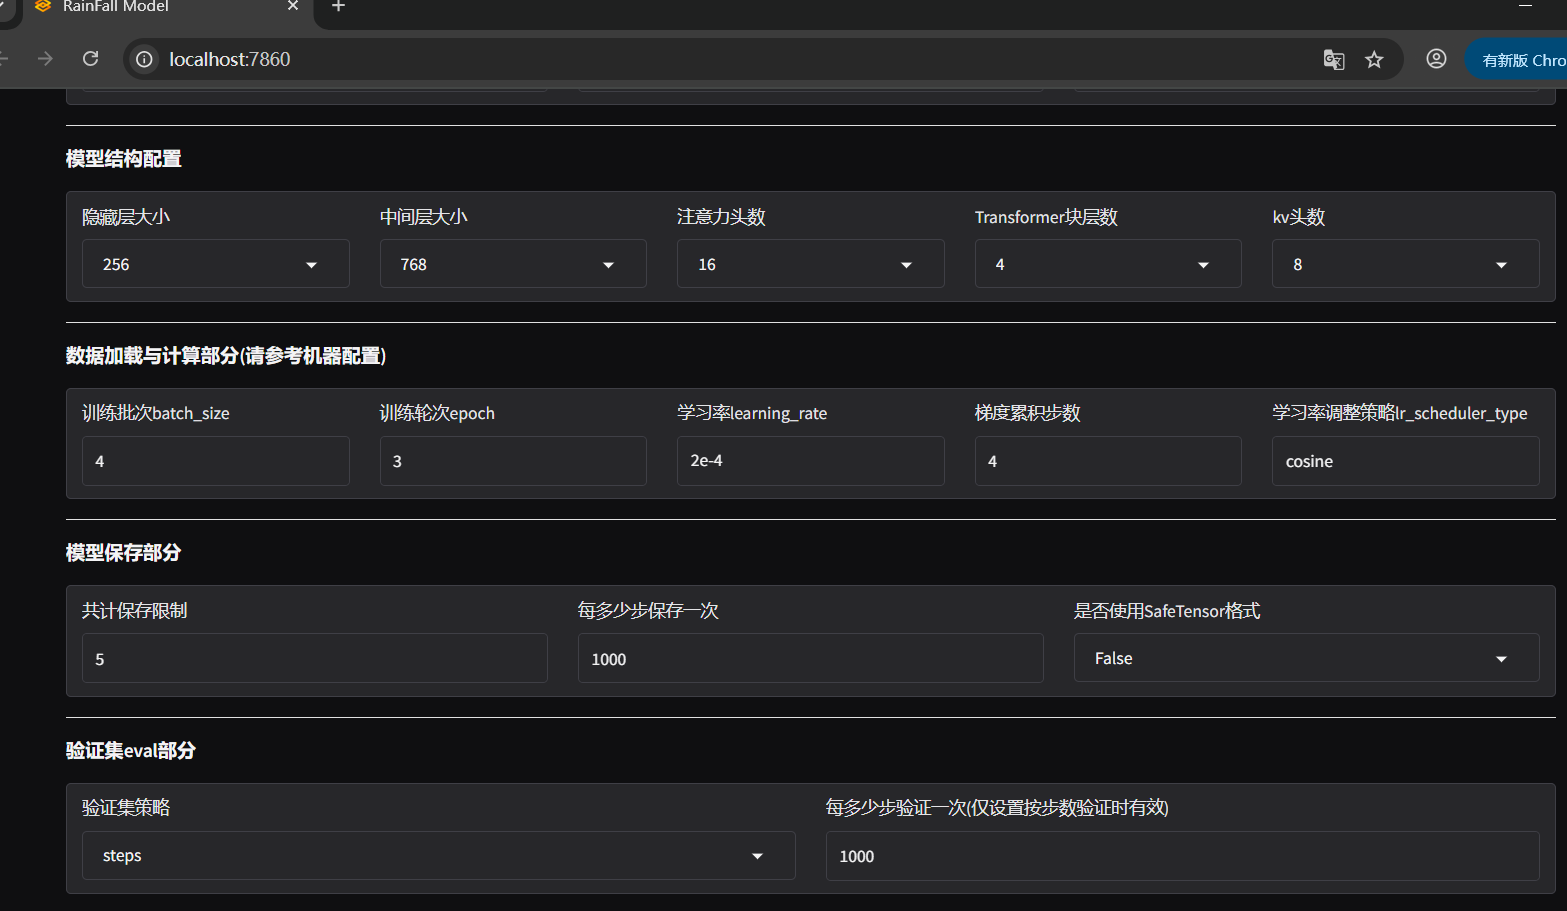 RainFall Model
localhost:7860
有新版 Chro
模型结构配置
隐藏层大小 中间层大小 注意力头数 Transformer块层数 kv头数
256 768 16 4 8
数据加载与计算部分(请参考机器配置)
训练批次batch_size 训练轮次epoch 学习率learning_rate 梯度累积步数 学习率调整策略lr_scheduler_type
4 3 2e-4 4 cosine
模型保存部分
共计保存限制 每多少步保存一次 是否使用SafeTensor格式
5 1000 False
验证集eval部分
验证集策略 每多少步验证一次(仅设置按步数验证时有效)
steps 1000